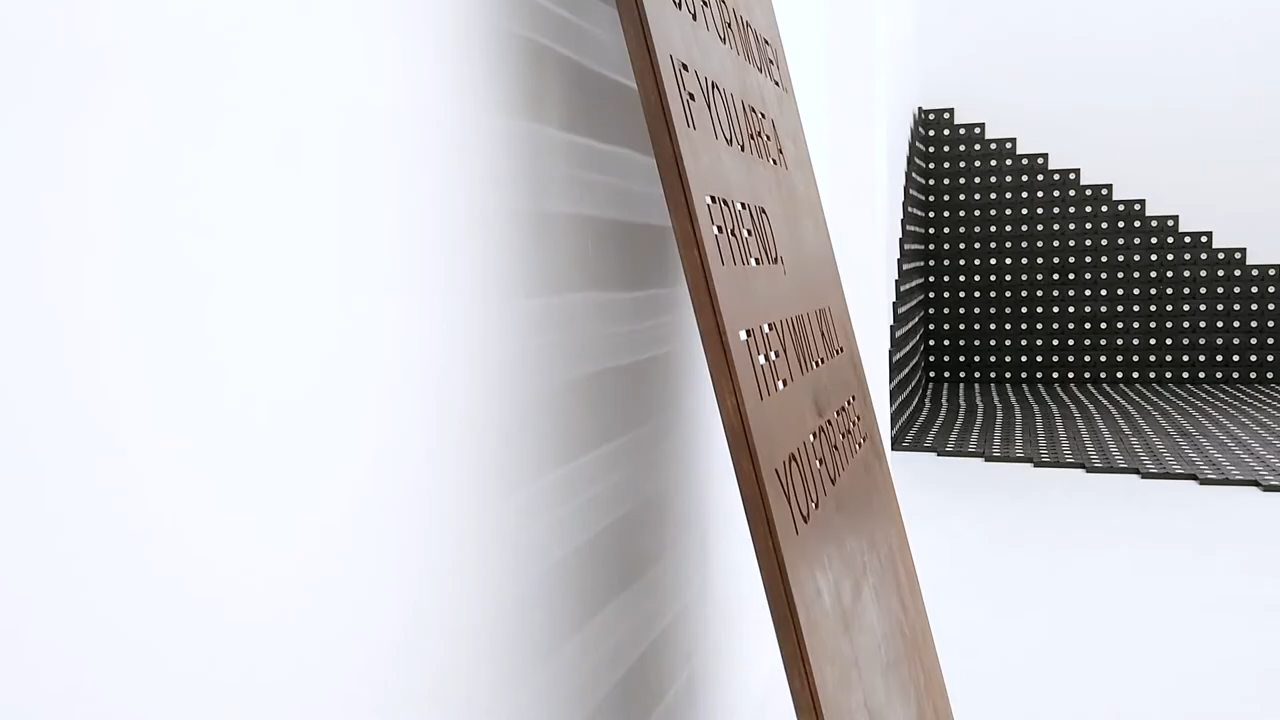 FOR MONEY.
IF YOU ARE A
FRIEND,
THEY WILL KILL
YOU FOR FREE.